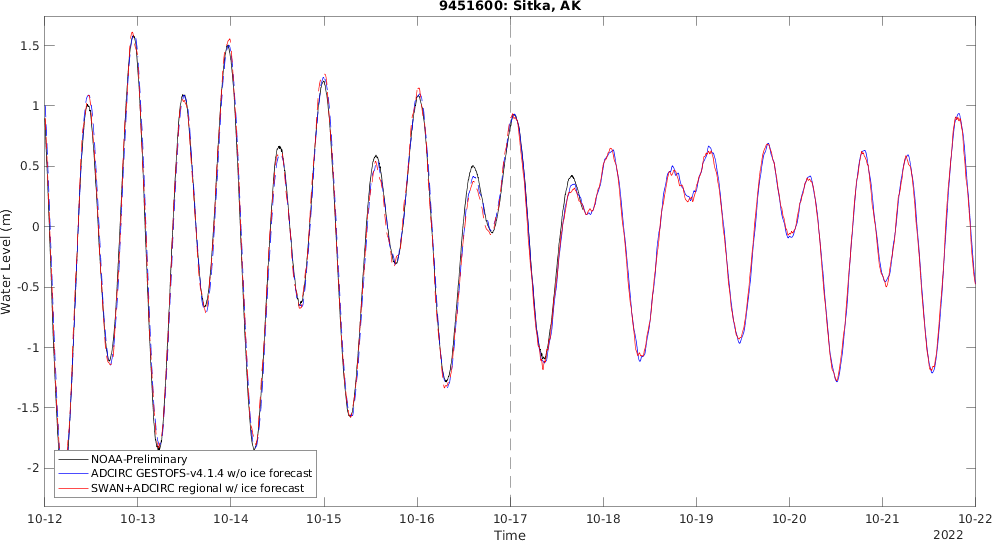 9451600: Sitka, AK
Water Level (m)
1.5
1
0.5
0
-0.5
-1
-1.5
-2
NOAA-Preliminary
ADCIRC GESTOFS-v4.1.4 w/o ice forecast
SWAN+ADCIRC regional w/ ice forecast
10-12 10-13 10-14 10-15 10-16 10-17 10-18 10-19 10-20 10-21 10-22
Time
2022